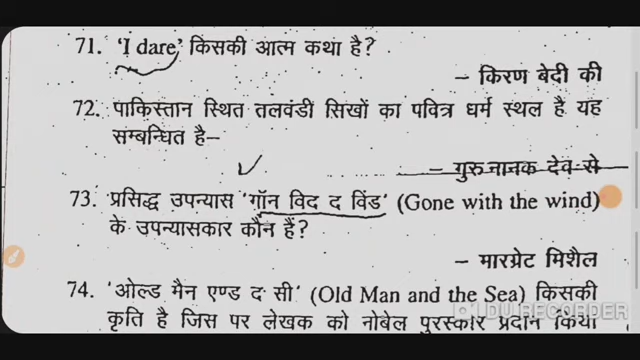 71. 'I dare' किसकी आत्म कथा है?
– किरण बेदी की
72. पाकिस्तान स्थित तलवंडी सिखों का पवित्र धर्म स्थल है यह
सम्बन्धित है–
– गुरु नानक देव से
73. प्रसिद्ध उपन्यास 'गॉन विद द विंड' (Gone with the wind)
के उपन्यासकार कौन हैं?
– मारग्रेट मिशैल
74. 'ओल्ड मैन एण्ड द सी' (Old Man and the Sea) किसकी
कृति है जिस पर लेखक को नोबेल पुरस्कार प्रदान किया
DU RECORDER